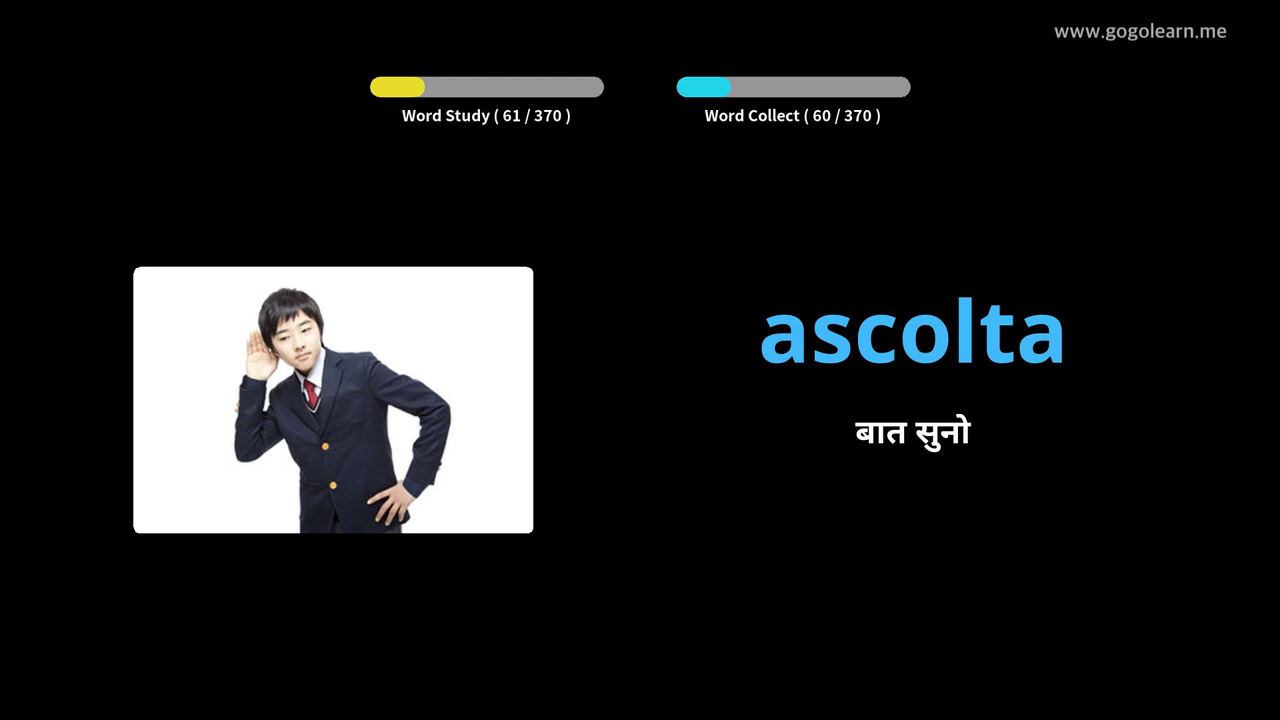 www.gogolearn.me
Word Study ( 61 / 370 )
Word Collect ( 60 / 370 )
ascolta
बात सुनो